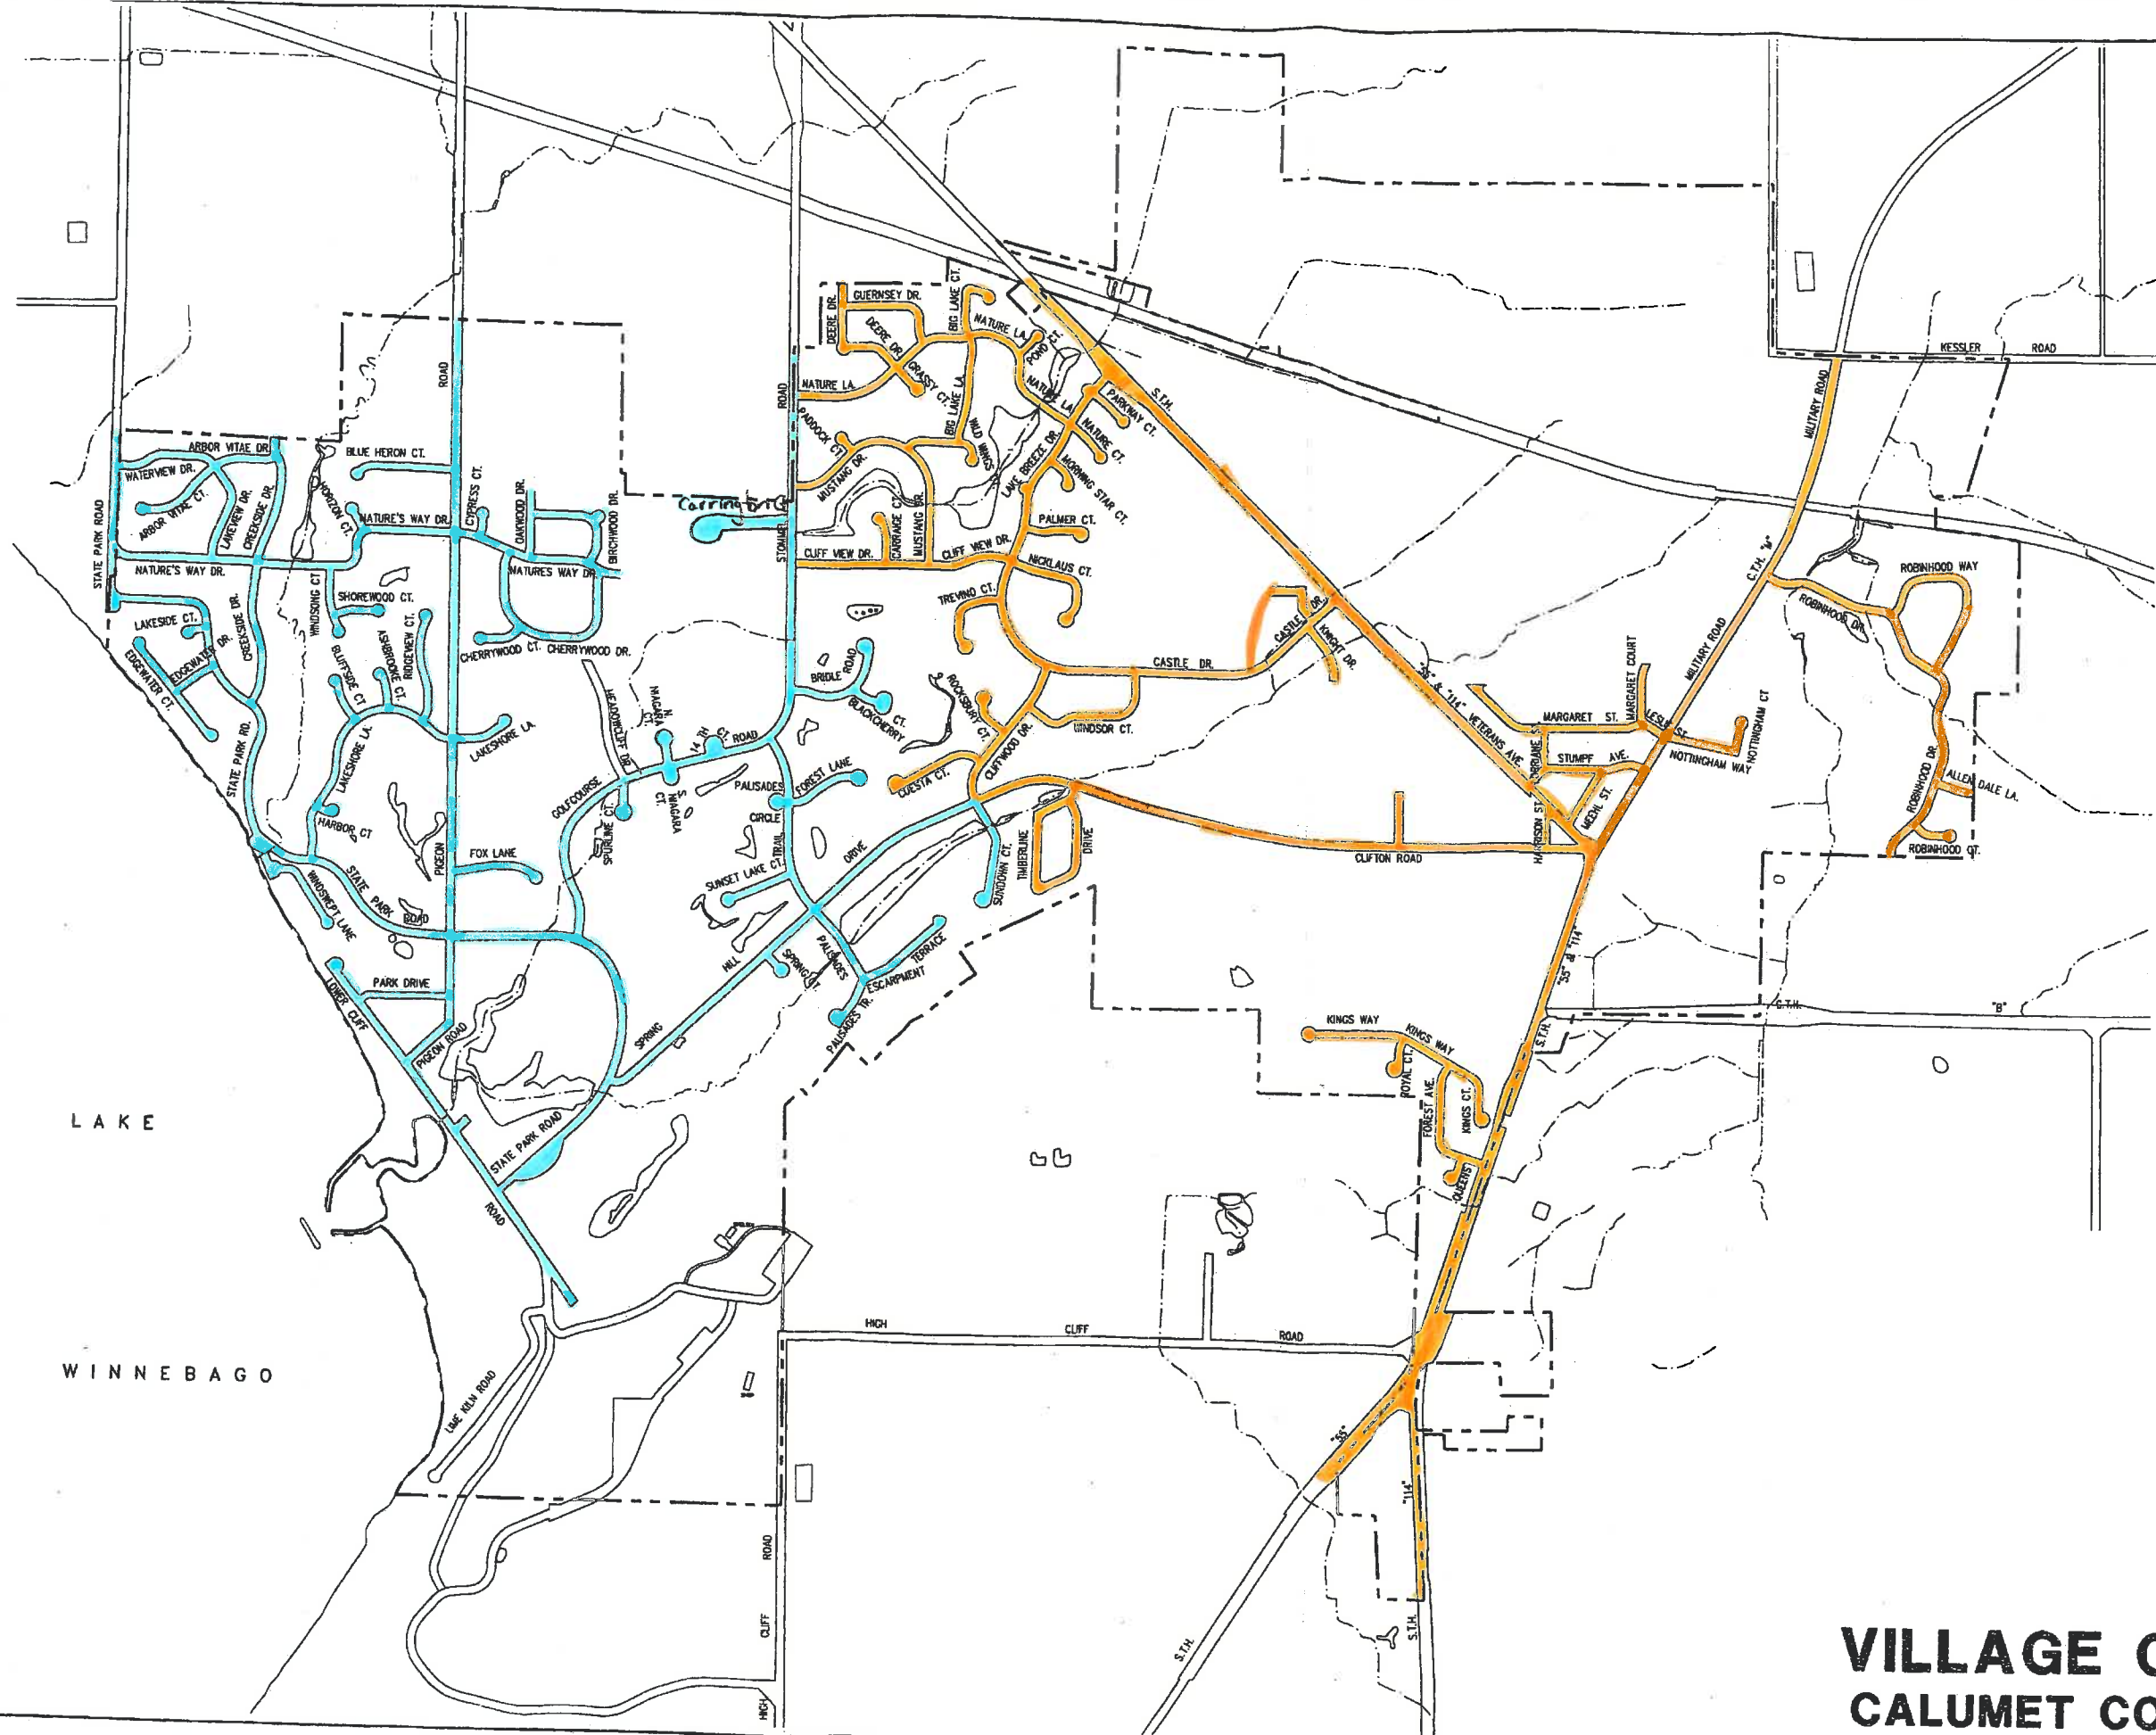 GUERNSEY DR.
BIG LAKE CT.
DEERE DR.
DEERE DR.
NATURE LA.
POND CT.
GRASSY CT.
KESSLER ROAD
ROAD
ROAD
NATURE LA.
BIG LAKE LA.
NATURE LA.
PARKWAY CT.
S.T.H.
MILITARY ROAD
PADDOCK CT.
WILD WINGS
NATURE CT.
ARBOR VITAE DR.
BLUE HERON CT.
WATERVIEW DR.
MUSTANG DR.
LAKE BREEZE DR.
MORNING STAR CT.
ARBOR VITAE CT.
LAKEVIEW DR.
CREEKSIDE DR.
HORIZON CT.
CYPRESS CT.
OAKWOOD DR.
BIRCHWOOD DR.
NATURE'S WAY DR.
CARRAIGE CT.
MUSTANG DR.
PALMER CT.
STATE PARK ROAD
CLIFF VIEW DR.
CLIFF VIEW DR.
NICKLAUS CT.
NATURE'S WAY DR.
NATURES WAY DR.
C.T.H. "M"
ROBINHOOD WAY
TREVINO CT.
ROBINHOOD DR.
WINDSONG CT
SHOREWOOD CT.
LAKESIDE CT.
EDGEWATER DR.
CREEKSIDE DR.
EDGEWATER CT.
ASHBROOKE CT.
RIDGEVIEW CT.
BLUFFSIDE CT
CHERRYWOOD CT.
CHERRYWOOD DR.
CASTLE DR.
CASTLE DR.
KNIGHT DR.
MILITARY ROAD
MARGARET COURT
BRIDLE ROAD
BLACKCHERRY CT.
ROCKSBURY CT.
HEADOWCLIFF DR.
N. NIAGARA CT.
14 TH CT.
ROAD
WINDSOR CT.
CLIFFWOOD DR.
"55" & "114"
VETERANS AVE.
MARGARET ST.
NOTTINGHAM CT
NOTTINGHAM WAY
STUMPF AVE.
MEEHL ST.
HARRISON ST.
LAKESHORE LA.
LAKESHORE LA.
STATE PARK RD.
HARBOR CT
GOLFCOURSE
SPURLINE CT.
S. NIAGARA CT.
PALISADES
FOREST LANE
CIRCLE
TRAIL
CUESTA CT.
ROBINHOOD DR.
ALLEN DALE LA.
ROBINHOOD CT.
PIGEON
FOX LANE
DRIVE
SUNSET LAKE CT.
SUNDOWN CT.
TIMBERLINE
DRIVE
CLIFTON ROAD
WINDSWEPT LANE
STATE PARK ROAD
HILL
SPRING CT.
PALISADES
ESCARPMENT TERRACE
PALISADES TR.
"55" & "114"
PARK DRIVE
LOWER CLIFF
PIGEON ROAD
SPRING
C.T.H. "B"
S.T.H.
KINGS WAY
KINGS WAY
ROYAL CT.
FOREST AVE.
KINGS CT.
QUEENS
LAKE
STATE PARK ROAD
ROAD
HIGH CLIFF ROAD
WINNEBAGO
LIME KILN ROAD
"55"
"114"
ROAD
CLIFF
HIGH
S.T.H.
S.T.H.
VILLAGE
CALUMET